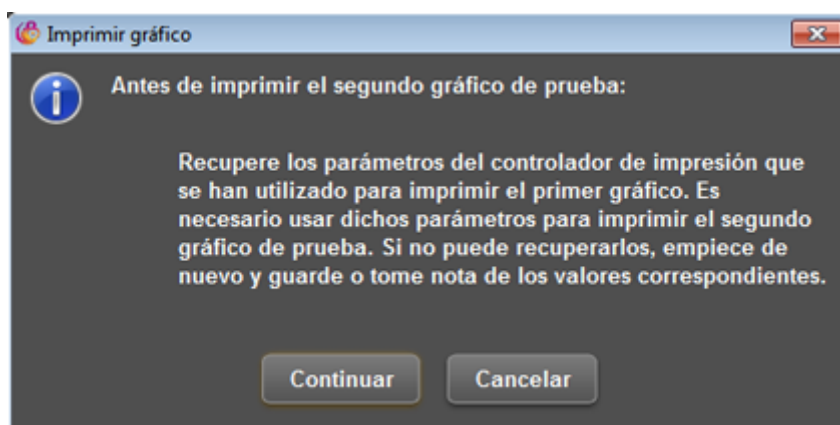 Imprimir gráfico
Antes de imprimir el segundo gráfico de prueba:
Recupere los parámetros del controlador de impresión que
se han utilizado para imprimir el primer gráfico. Es
necesario usar dichos parámetros para imprimir el segundo
gráfico de prueba. Si no puede recuperarlos, empiece de
nuevo y guarde o tome nota de los valores correspondientes.
Continuar
Cancelar